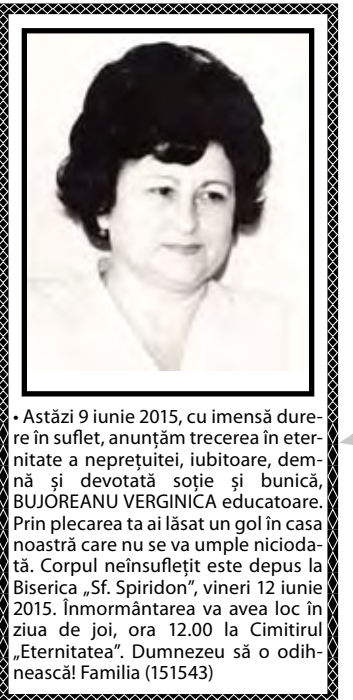 • Astăzi 9 iunie 2015, cu imensă dure-
re în suflet, anunțăm trecerea în eter-
nitate a neprețuitei, iubitoare, dem-
nă și devotată soție și bunică,
BUJOREANU VERGINICA educatoare.
Prin plecarea ta ai lăsat un gol în casa
noastră care nu se va umple nicioda-
tă. Corpul neînsuflețit este depus la
Biserica „Sf. Spiridon”, vineri 12 iunie
2015. Înmormântarea va avea loc în
ziua de joi, ora 12.00 la Cimitirul
„Eternitatea”. Dumnezeu să o odih-
nească! Familia (151543)